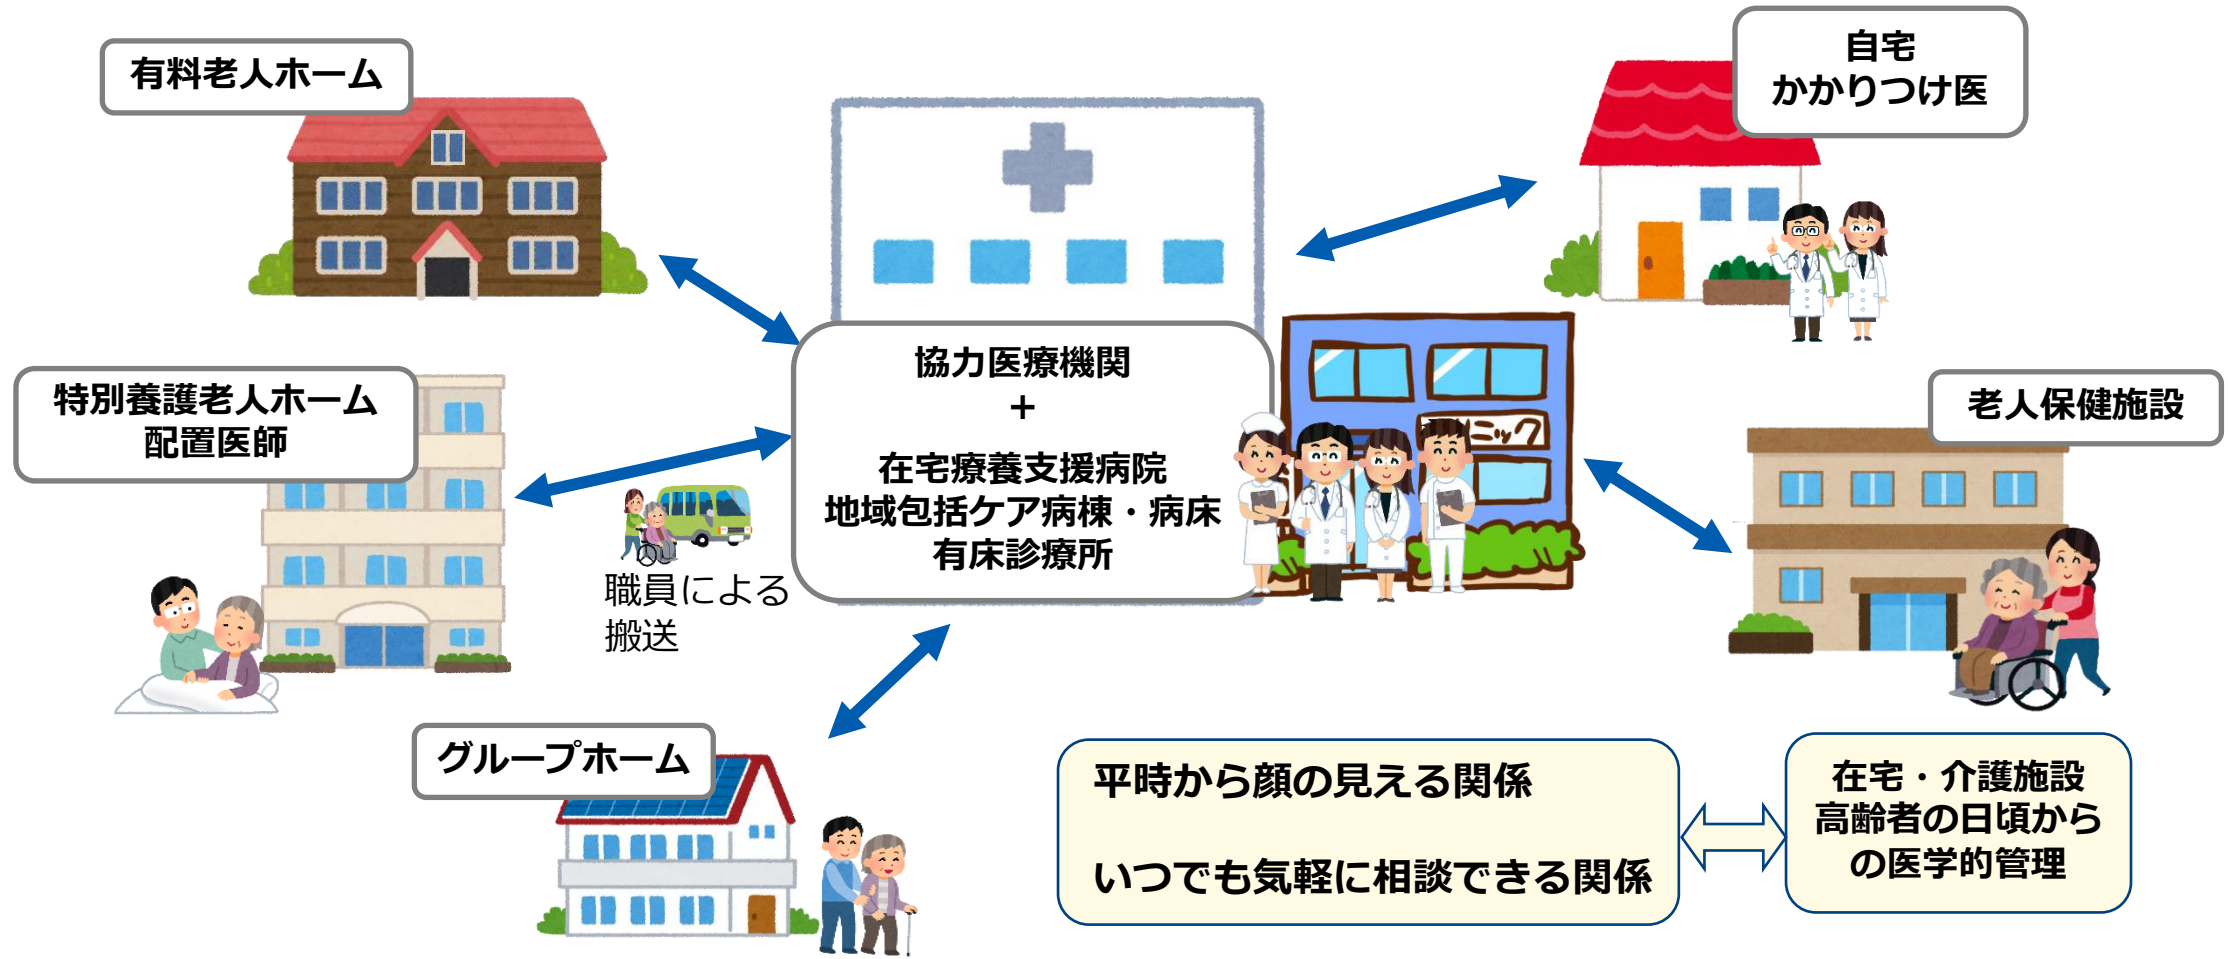 有料老人ホーム
自宅
かかりつけ医
特別養護老人ホーム
配置医師
協力医療機関
+
在宅療養支援病院
地域包括ケア病棟・病床
有床診療所
ニック
老人保健施設
職員による
搬送
グループホーム
平時から顔の見える関係
いつでも気軽に相談できる関係
在宅・介護施設
高齢者の日頃から
の医学的管理